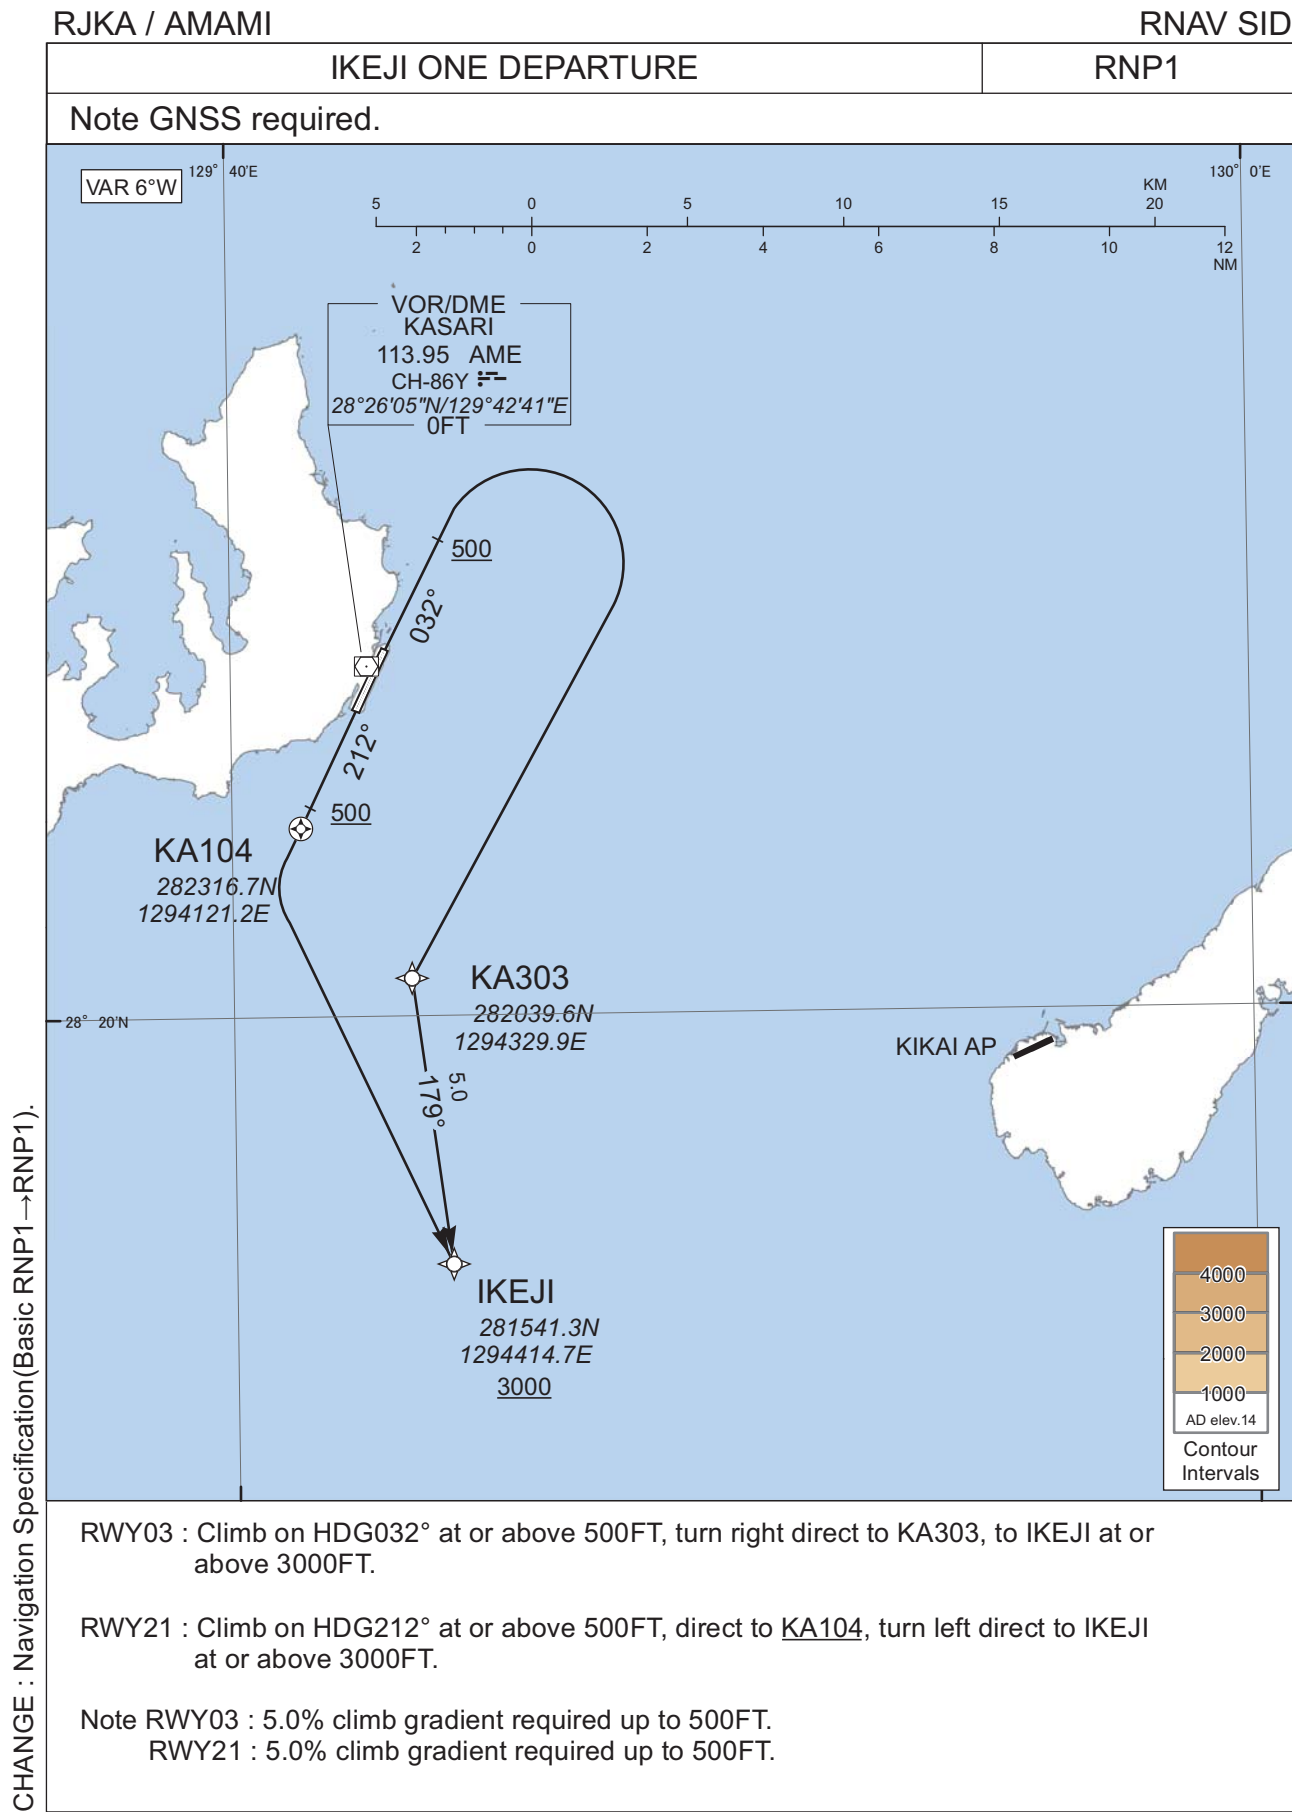 RJKA / AMAMI
RNAV SID
IKEJI ONE DEPARTURE
RNP1
Note GNSS required.
VAR 6°W
129° 40'E
130° 0'E
KM
5 0 5 10 15 20
2 0 2 4 6 8 10 12
NM
VOR/DME
KASARI
113.95 AME
CH-86Y
28°26'05"N/129°42'41"E
0FT
500
032°
212°
500
KA104
282316.7N
1294121.2E
KA303
282039.6N
1294329.9E
28° 20'N
KIKAI AP
5.0
179°
IKEJI
281541.3N
1294414.7E
3000
4000
3000
2000
1000
AD elev.14
Contour
Intervals
RWY03 : Climb on HDG032° at or above 500FT, turn right direct to KA303, to IKEJI at or
above 3000FT.
RWY21 : Climb on HDG212° at or above 500FT, direct to KA104, turn left direct to IKEJI
at or above 3000FT.
Note RWY03 : 5.0% climb gradient required up to 500FT.
RWY21 : 5.0% climb gradient required up to 500FT.
CHANGE : Navigation Specification(Basic RNP1→RNP1).